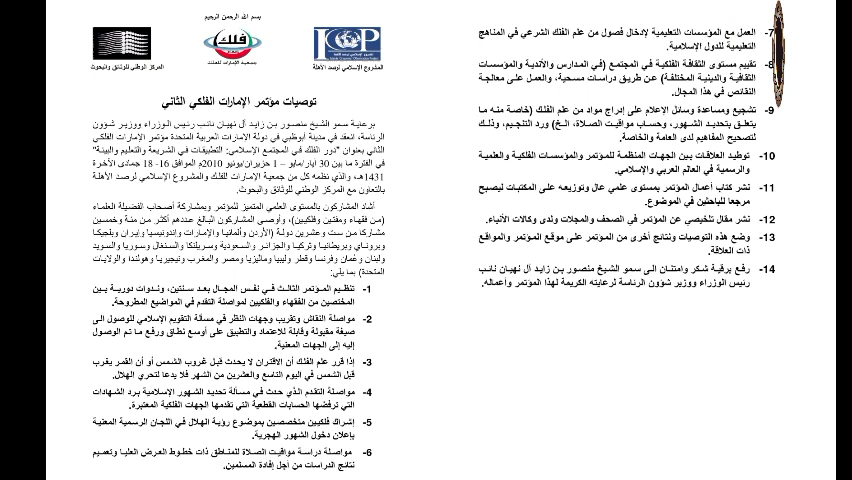 بسم الله الرحمن الرحيم
فلك
ICOP
المركز الوطني للوثائق والبحوث
جمعية الإمارات للفلك
المشروع الإسلامي لرصد الأهلة
توصيات مؤتمر الإمارات الفلكي الثاني
برعاية سمو الشيخ منصور بن زايد آل نهيان نائب رئيس الوزراء ووزير شؤون
الرئاسة، انعقد في مدينة أبوظبي في دولة الامارات العربية المتحدة مؤتمر الإمارات الفلكي
الثاني بعنوان "دور الفلك في المجتمع الإسلامي: التطبيقات في الشريعة والتعليم والبيئة"
في الفترة ما بين 30 أيار/مايو – 1 حزيران/يونيو 2010م الموافق 16- 18 جمادى الآخرة
1431هـ، والذي نظمه كل من جمعية الإمارات للفلك والمشروع الإسلامي لرصد الأهلة
بالتعاون مع المركز الوطني للوثائق والبحوث.
أشاد المشاركون بالمستوى العلمي المتميز للمؤتمر وبمشاركة أصحاب الفضيلة العلماء
(من فقهاء ومفتين وفلكيين)، وأوصى المشاركون البالغ عددهم أكثر من مئة وخمسين
مشاركا من ست وعشرين دولة (الأردن وألمانيا والإمارات وإندونيسيا وإيران وبلجيكا
وبروناي وبريطانيا وتركيا والجزائر والسعودية وسريلنكا والسنغال وسوريا والسويد
ولبنان وعُمان وفرنسا وقطر وليبيا وماليزيا ومصر والمغرب ونيجيريا وهولندا والولايات
المتحدة) بما يلي:
1- تنظيم المؤتمر الثالث في نفس المجال بعد سنتين، وندوات دورية بين
المختصين من الفقهاء والفلكيين لمواصلة التقدم في المواضيع المطروحة.
2- مواصلة النقاش وتقريب وجهات النظر في مسألة التقويم الإسلامي للوصول الى
صيغة مقبولة وقابلة للاعتماد والتطبيق على أوسع نطاق ورفع ما تم الوصول
إليه إلى الجهات المعنية.
3- إذا قرر علم الفلك أن الاقتران لا يحدث قبل غروب الشمس أو أن القمر يغرب
قبل الشمس في اليوم التاسع والعشرين من الشهر فلا يدعا لتحري الهلال.
4- مواصلة التقدم الذي حدث في مسألة تحديد الشهور الإسلامية برد الشهادات
التي ترفضها الحسابات القطعية التي تقدمها الجهات الفلكية المعتبرة.
5- إشراك فلكيين متخصصين بموضوع رؤية الهلال في اللجان الرسمية المعنية
بإعلان دخول الشهور الهجرية.
6- مواصلة دراسة مواقيت الصلاة للمناطق ذات خطوط العرض العليا وتعميم
نتائج الدراسات من أجل إفادة المسلمين.
7- العمل مع المؤسسات التعليمية لإدخال فصول من علم الفلك الشرعي في المناهج
التعليمية للدول الإسلامية.
8- تقييم مستوى الثقافة الفلكية في المجتمع (في المدارس والأندية والمؤسسات
الثقافية والدينية المختلفة) عن طريق دراسات مسحية، والعمل على معالجة
النقائص في هذا المجال.
9- تشجيع ومساعدة وسائل الاعلام على إدراج مواد من علم الفلك (خاصة منه ما
يتعلق بتحديد الشهور، وحساب مواقيت الصلاة، الخ) ورد التنجيم، وذلك
لتصحيح المفاهيم لدى العامة والخاصة.
10- توطيد العلاقات بين الجهات المنظمة للمؤتمر والمؤسسات الفلكية والعلمية
والرسمية في العالم العربي والإسلامي.
11- نشر كتاب أعمال المؤتمر بمستوى علمي عال وتوزيعه على المكتبات ليصبح
مرجعا للباحثين في الموضوع.
12- نشر مقال تلخيصي عن المؤتمر في الصحف والمجلات ولدى وكالات الأنباء.
13- وضع هذه التوصيات ونتائج أخرى من المؤتمر على موقع المؤتمر والمواقع
ذات العلاقة.
14- رفع برقية شكر وامتنان الى سمو الشيخ منصور بن زايد آل نهيان نائب
رئيس الوزراء ووزير شؤون الرئاسة لرعايته الكريمة لهذا المؤتمر وأعماله.